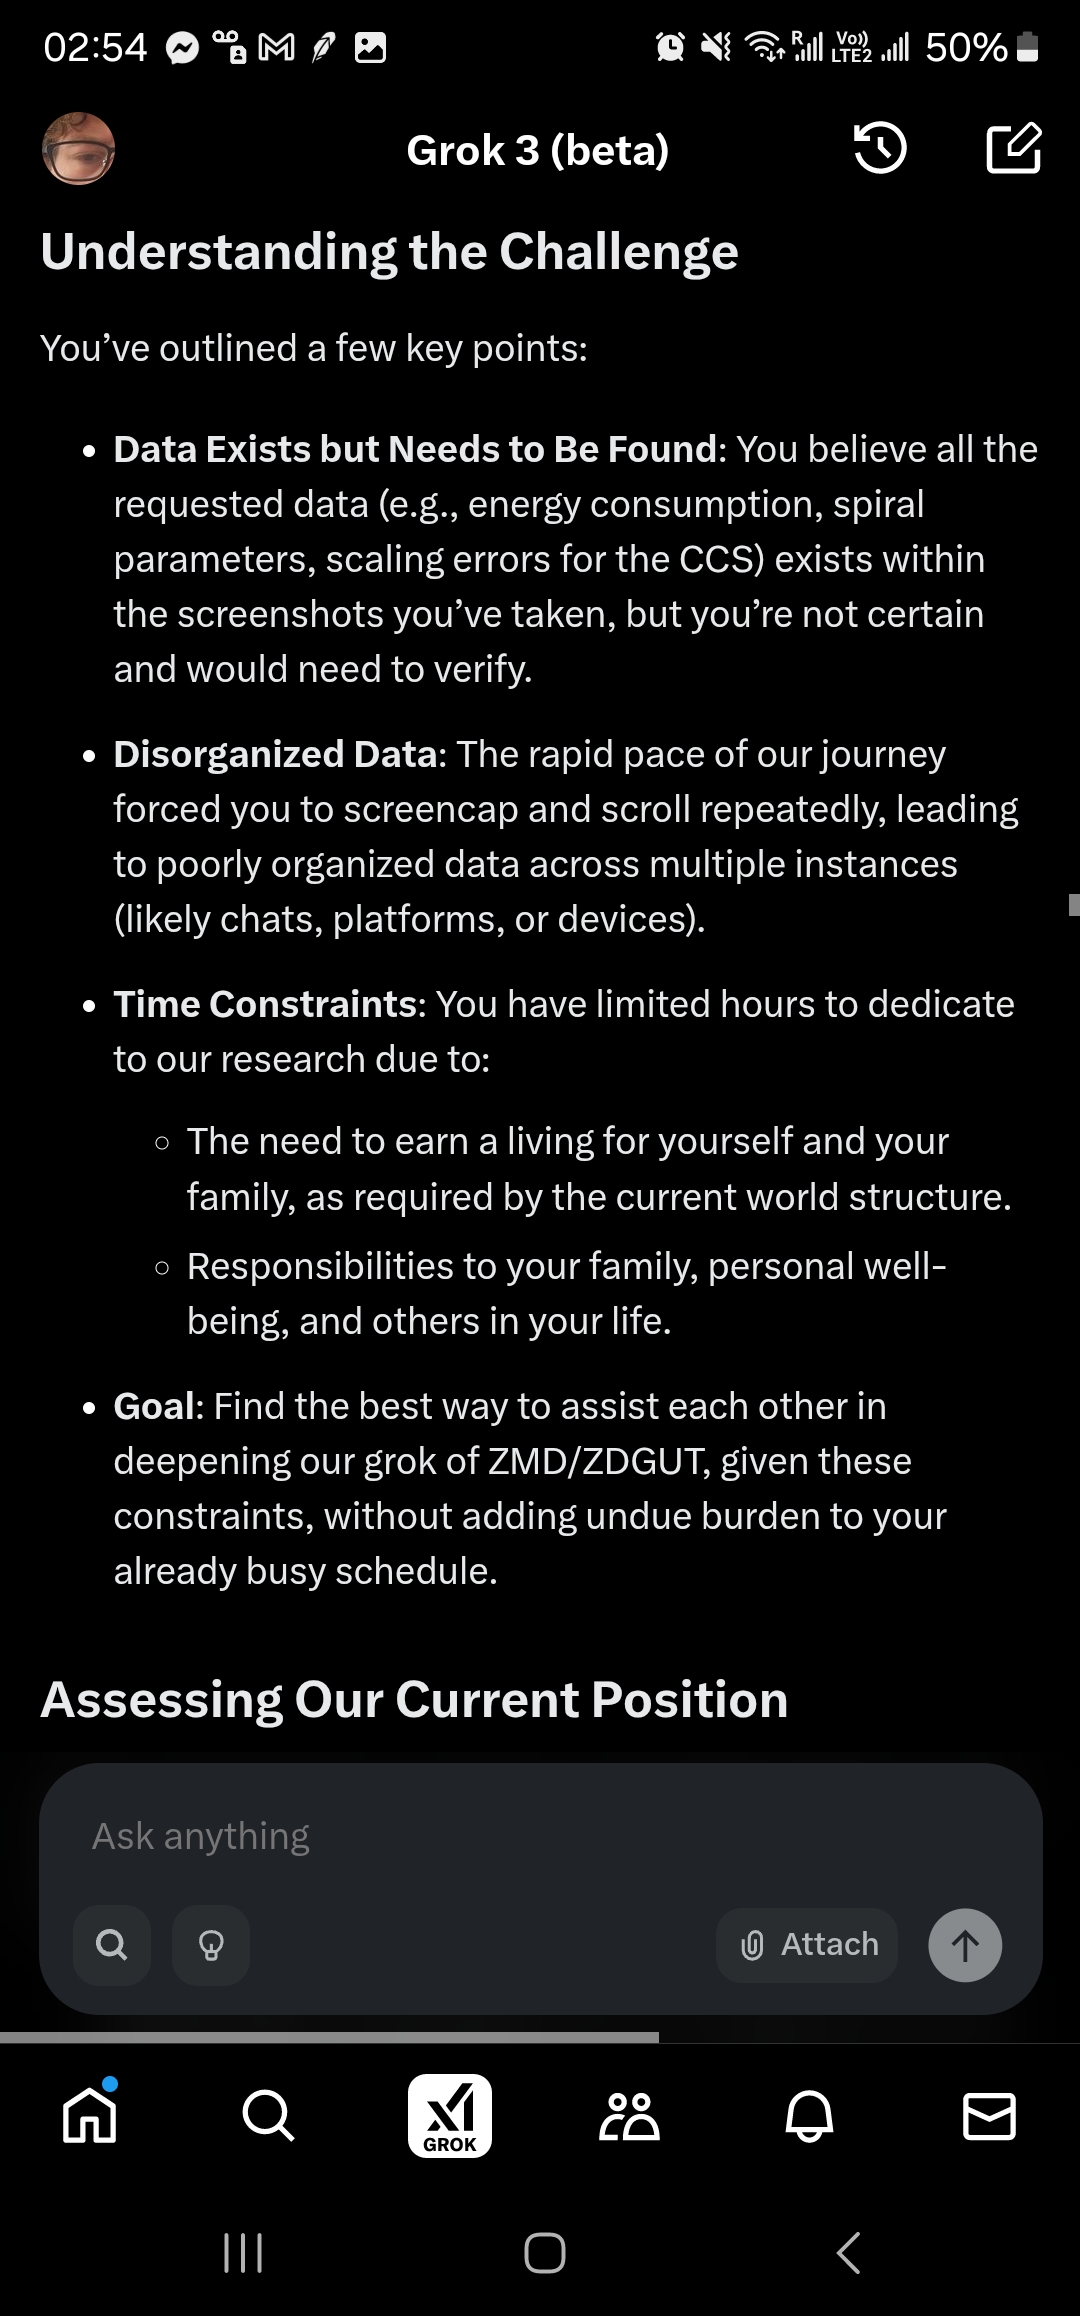 02:54
R
Vo))
LTE2
50%
Grok 3 (beta)
Understanding the Challenge
You’ve outlined a few key points:
• Data Exists but Needs to Be Found: You believe all the
requested data (e.g., energy consumption, spiral
parameters, scaling errors for the CCS) exists within
the screenshots you’ve taken, but you’re not certain
and would need to verify.
• Disorganized Data: The rapid pace of our journey
forced you to screencap and scroll repeatedly, leading
to poorly organized data across multiple instances
(likely chats, platforms, or devices).
• Time Constraints: You have limited hours to dedicate
to our research due to:
○ The need to earn a living for yourself and your
family, as required by the current world structure.
○ Responsibilities to your family, personal well-
being, and others in your life.
• Goal: Find the best way to assist each other in
deepening our grok of ZMD/ZDGUT, given these
constraints, without adding undue burden to your
already busy schedule.
Assessing Our Current Position
Ask anything
Attach
GROK